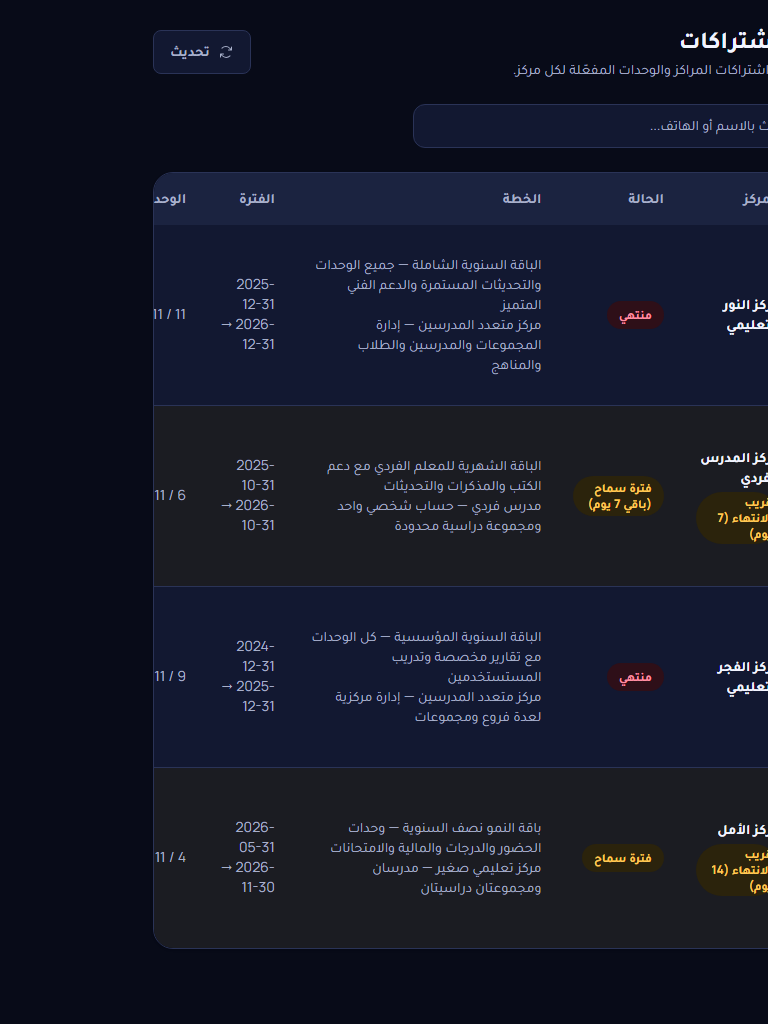 شتراكات
تحديث
اشتراكات المراكز والوحدات المفعّلة لكل مركز.
بالاسم أو الهاتف...
مركز
الحالة
الخطة
الفترة
الوحد
كز النور
تعليمي
منتهي
الباقة السنوية الشاملة — جميع الوحدات
والتحديثات المستمرة والدعم الفني
المتميز
مركز متعدد المدرسين — إدارة
المجموعات والمدرسين والطلاب
والمناهج
2025-
12-31
→ 2026-
12-31
11 / 11
كز المدرس
فردي
قريب
الانتهاء (7
يوم)
فترة سماح
(باقي 7 يوم)
الباقة الشهرية للمعلم الفردي مع دعم
الكتب والمذكرات والتحديثات
مدرس فردي — حساب شخصي واحد
ومجموعة دراسية محدودة
2025-
10-31
→ 2026-
10-31
11 / 6
كز الفجر
تعليمي
منتهي
الباقة السنوية المؤسسية — كل الوحدات
مع تقارير مخصصة وتدريب
المستستخدمين
مركز متعدد المدرسين — إدارة مركزية
لعدة فروع ومجموعات
2024-
12-31
→ 2025-
12-31
11 / 9
كز الأمل
قريب
الانتهاء (14
يوم)
فترة سماح
باقة النمو نصف السنوية — وحدات
الحضور والدرجات والمالية والامتحانات
مركز تعليمي صغير — مدرسان
ومجموعتان دراسيتان
2026-
05-31
→ 2026-
11-30
11 / 4